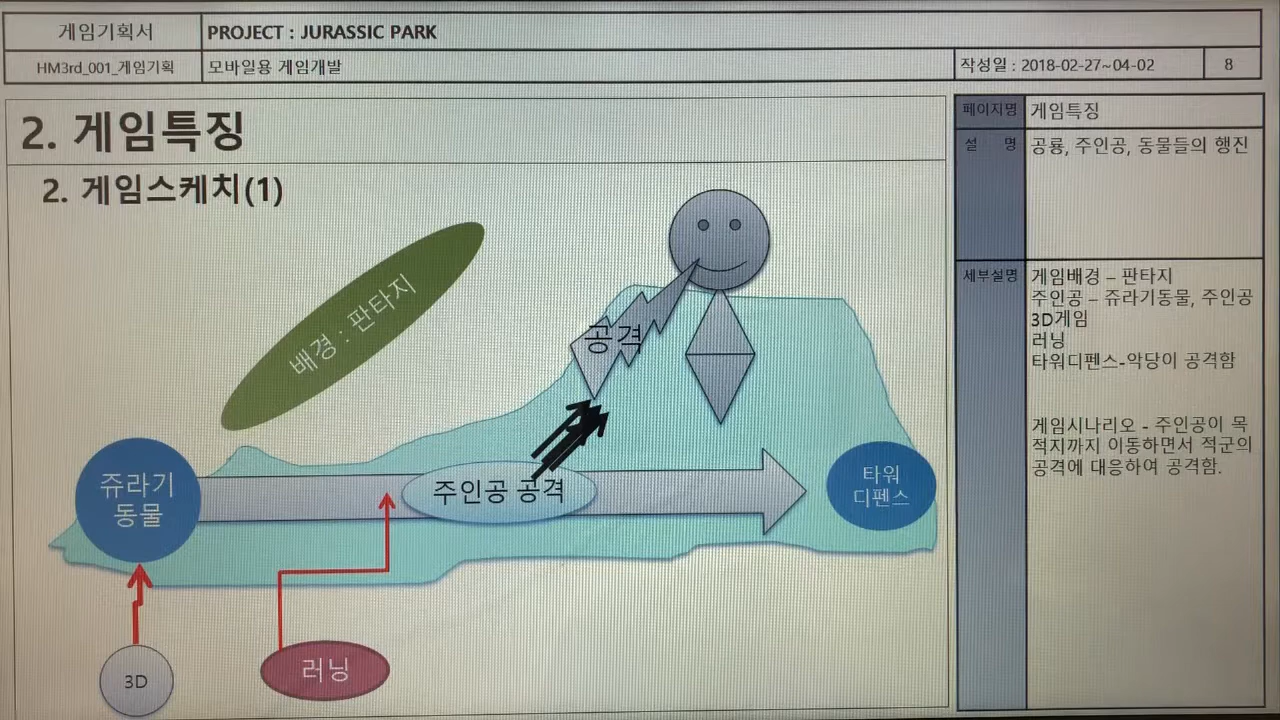 게임기획서
PROJECT : JURASSIC PARK
HM3rd_001_게임기획
모바일용 게임개발
작성일 : 2018-02-27~04-02
8
2. 게임특징
2. 게임스케치(1)
배경 : 판타지
공격
쥬라기
동물
주인공 공격
타워
디펜스
3D
러닝
페이지명
게임특징
설 명
공룡, 주인공, 동물들의 행진
세부설명
게임배경 – 판타지
주인공 – 쥬라기동물, 주인공
3D게임
러닝
타워디펜스-악당이 공격함
게임시나리오 - 주인공이 목
적지까지 이동하면서 적군의
공격에 대응하여 공격함.